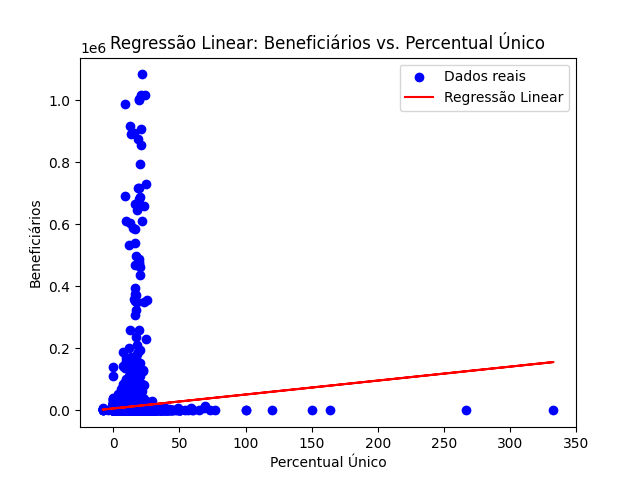 Regressão Linear: Beneficiários vs. Percentual Único
1e6
Dados reais
Regressão Linear
1.0
0.8
0.6
0.4
0.2
0.0
Beneficiários
0 50 100 150 200 250 300 350
Percentual Único